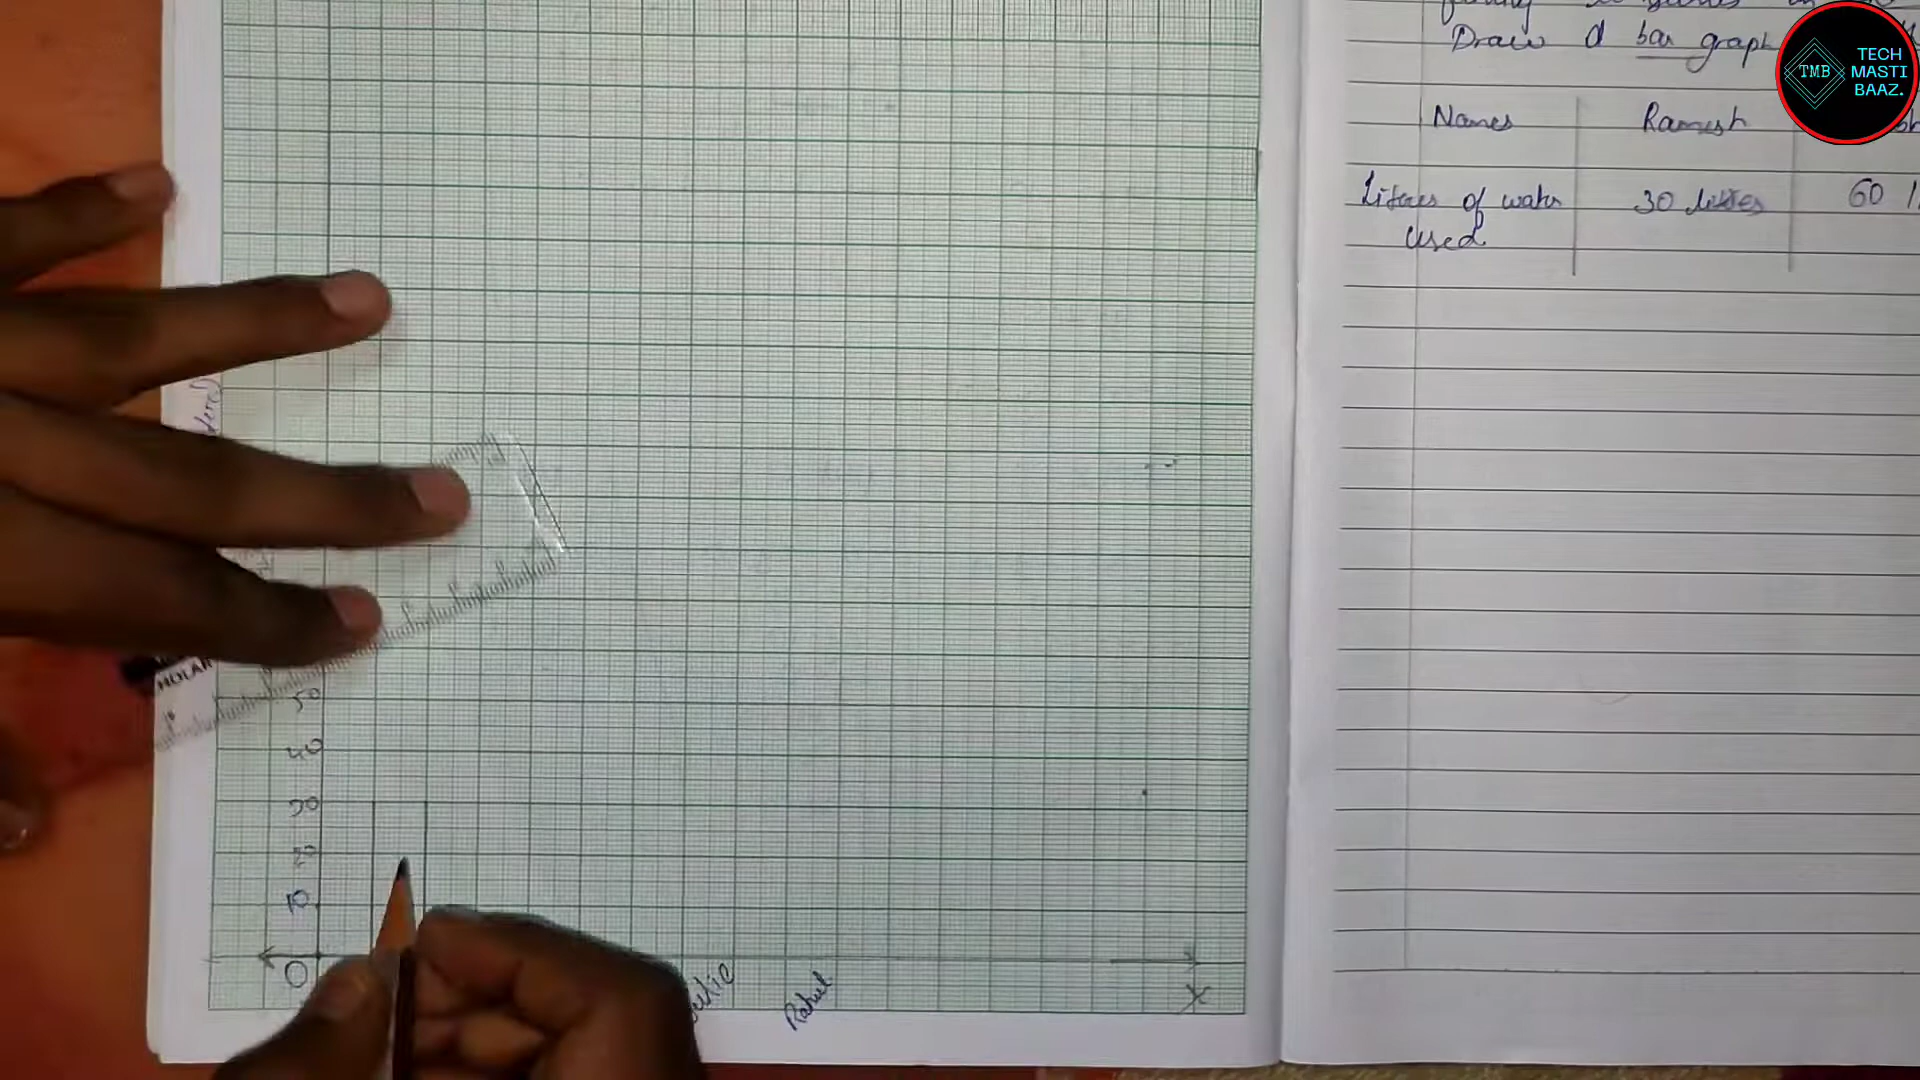 50
40
30
20
10
O
Rahul
X
Draw a bar graph
Names Ramesh
Litres of water 30 litres 60
used
TMB TECH
MASTI
BAAZ.